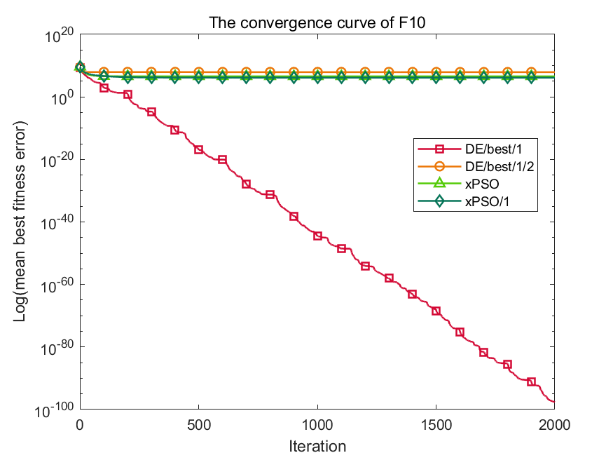 The convergence curve of F10
Log(mean best fitness error)
10^20
10^0
10^-20
10^-40
10^-60
10^-80
10^-100
DE/best/1
DE/best/1/2
xPSO
xPSO/1
0 500 1000 1500 2000
Iteration